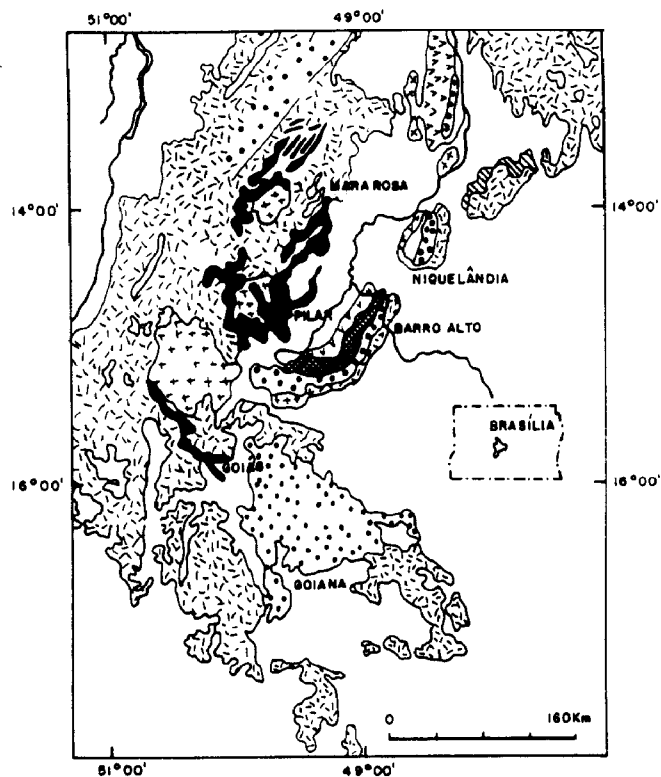 51°00' 49°00'
MARA ROSA
14°00' 14°00'
NIQUELÂNDIA
PILAR
BARRO ALTO
BRASÍLIA
GOIAS
16°00' 16°00'
GOIANA
0 160Km
51°00' 49°00'